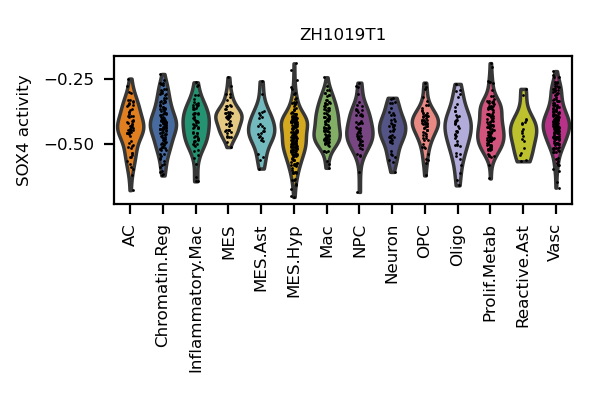 ZH1019T1
SOX4 activity
−0.25
−0.50
AC
Chromatin.Reg
Inflammatory.Mac
MES
MES.Ast
MES.Hyp
Mac
NPC
Neuron
OPC
Oligo
Prolif.Metab
Reactive.Ast
Vasc